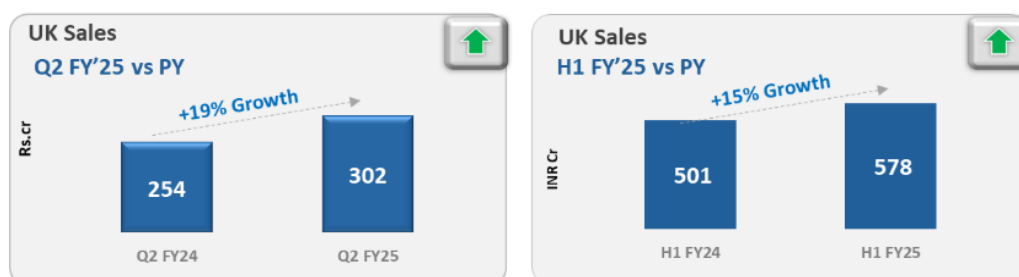 UK Sales
Q2 FY'25 vs PY
+19% Growth
Rs.cr
254
302
Q2 FY24
Q2 FY25
UK Sales
H1 FY'25 vs PY
+15% Growth
INR Cr
501
578
H1 FY24
H1 FY25